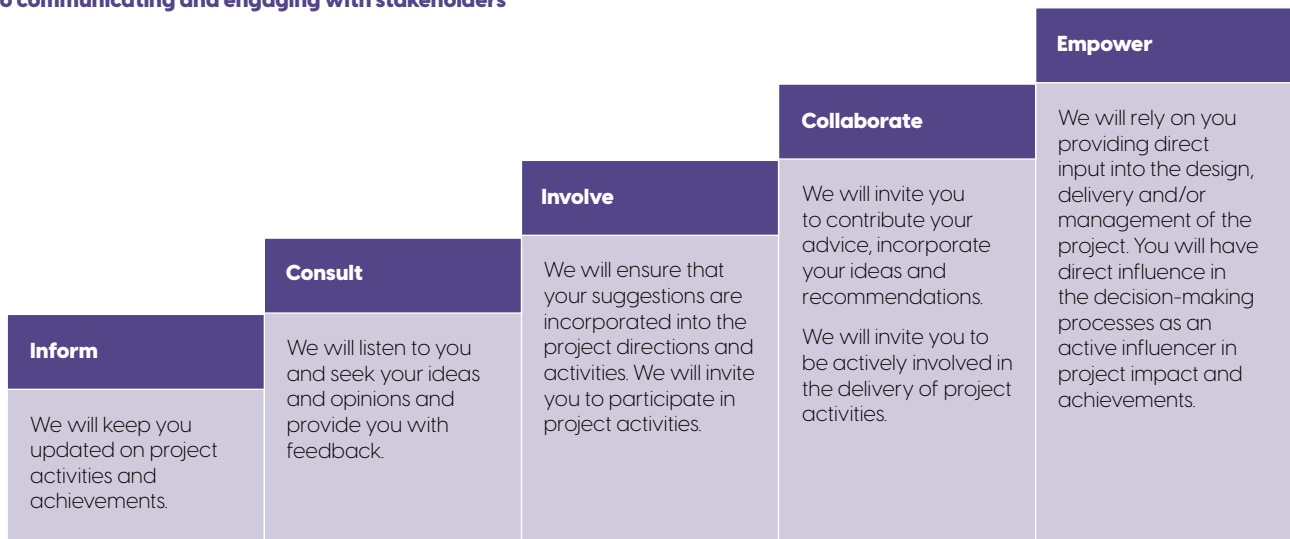 o communicating and engaging with stakeholders
Inform
We will keep you
updated on project
activities and
achievements.
Consult
We will listen to you
and seek your ideas
and opinions and
provide you with
feedback.
Involve
We will ensure that
your suggestions are
incorporated into the
project directions and
activities. We will invite
you to participate in
project activities.
Collaborate
We will invite you
to contribute your
advice, incorporate
your ideas and
recommendations.
We will invite you to
be actively involved in
the delivery of project
activities.
Empower
We will rely on you
providing direct
input into the design,
delivery and/or
management of the
project. You will have
direct influence in
the decision-making
processes as an
active influencer in
project impact and
achievements.